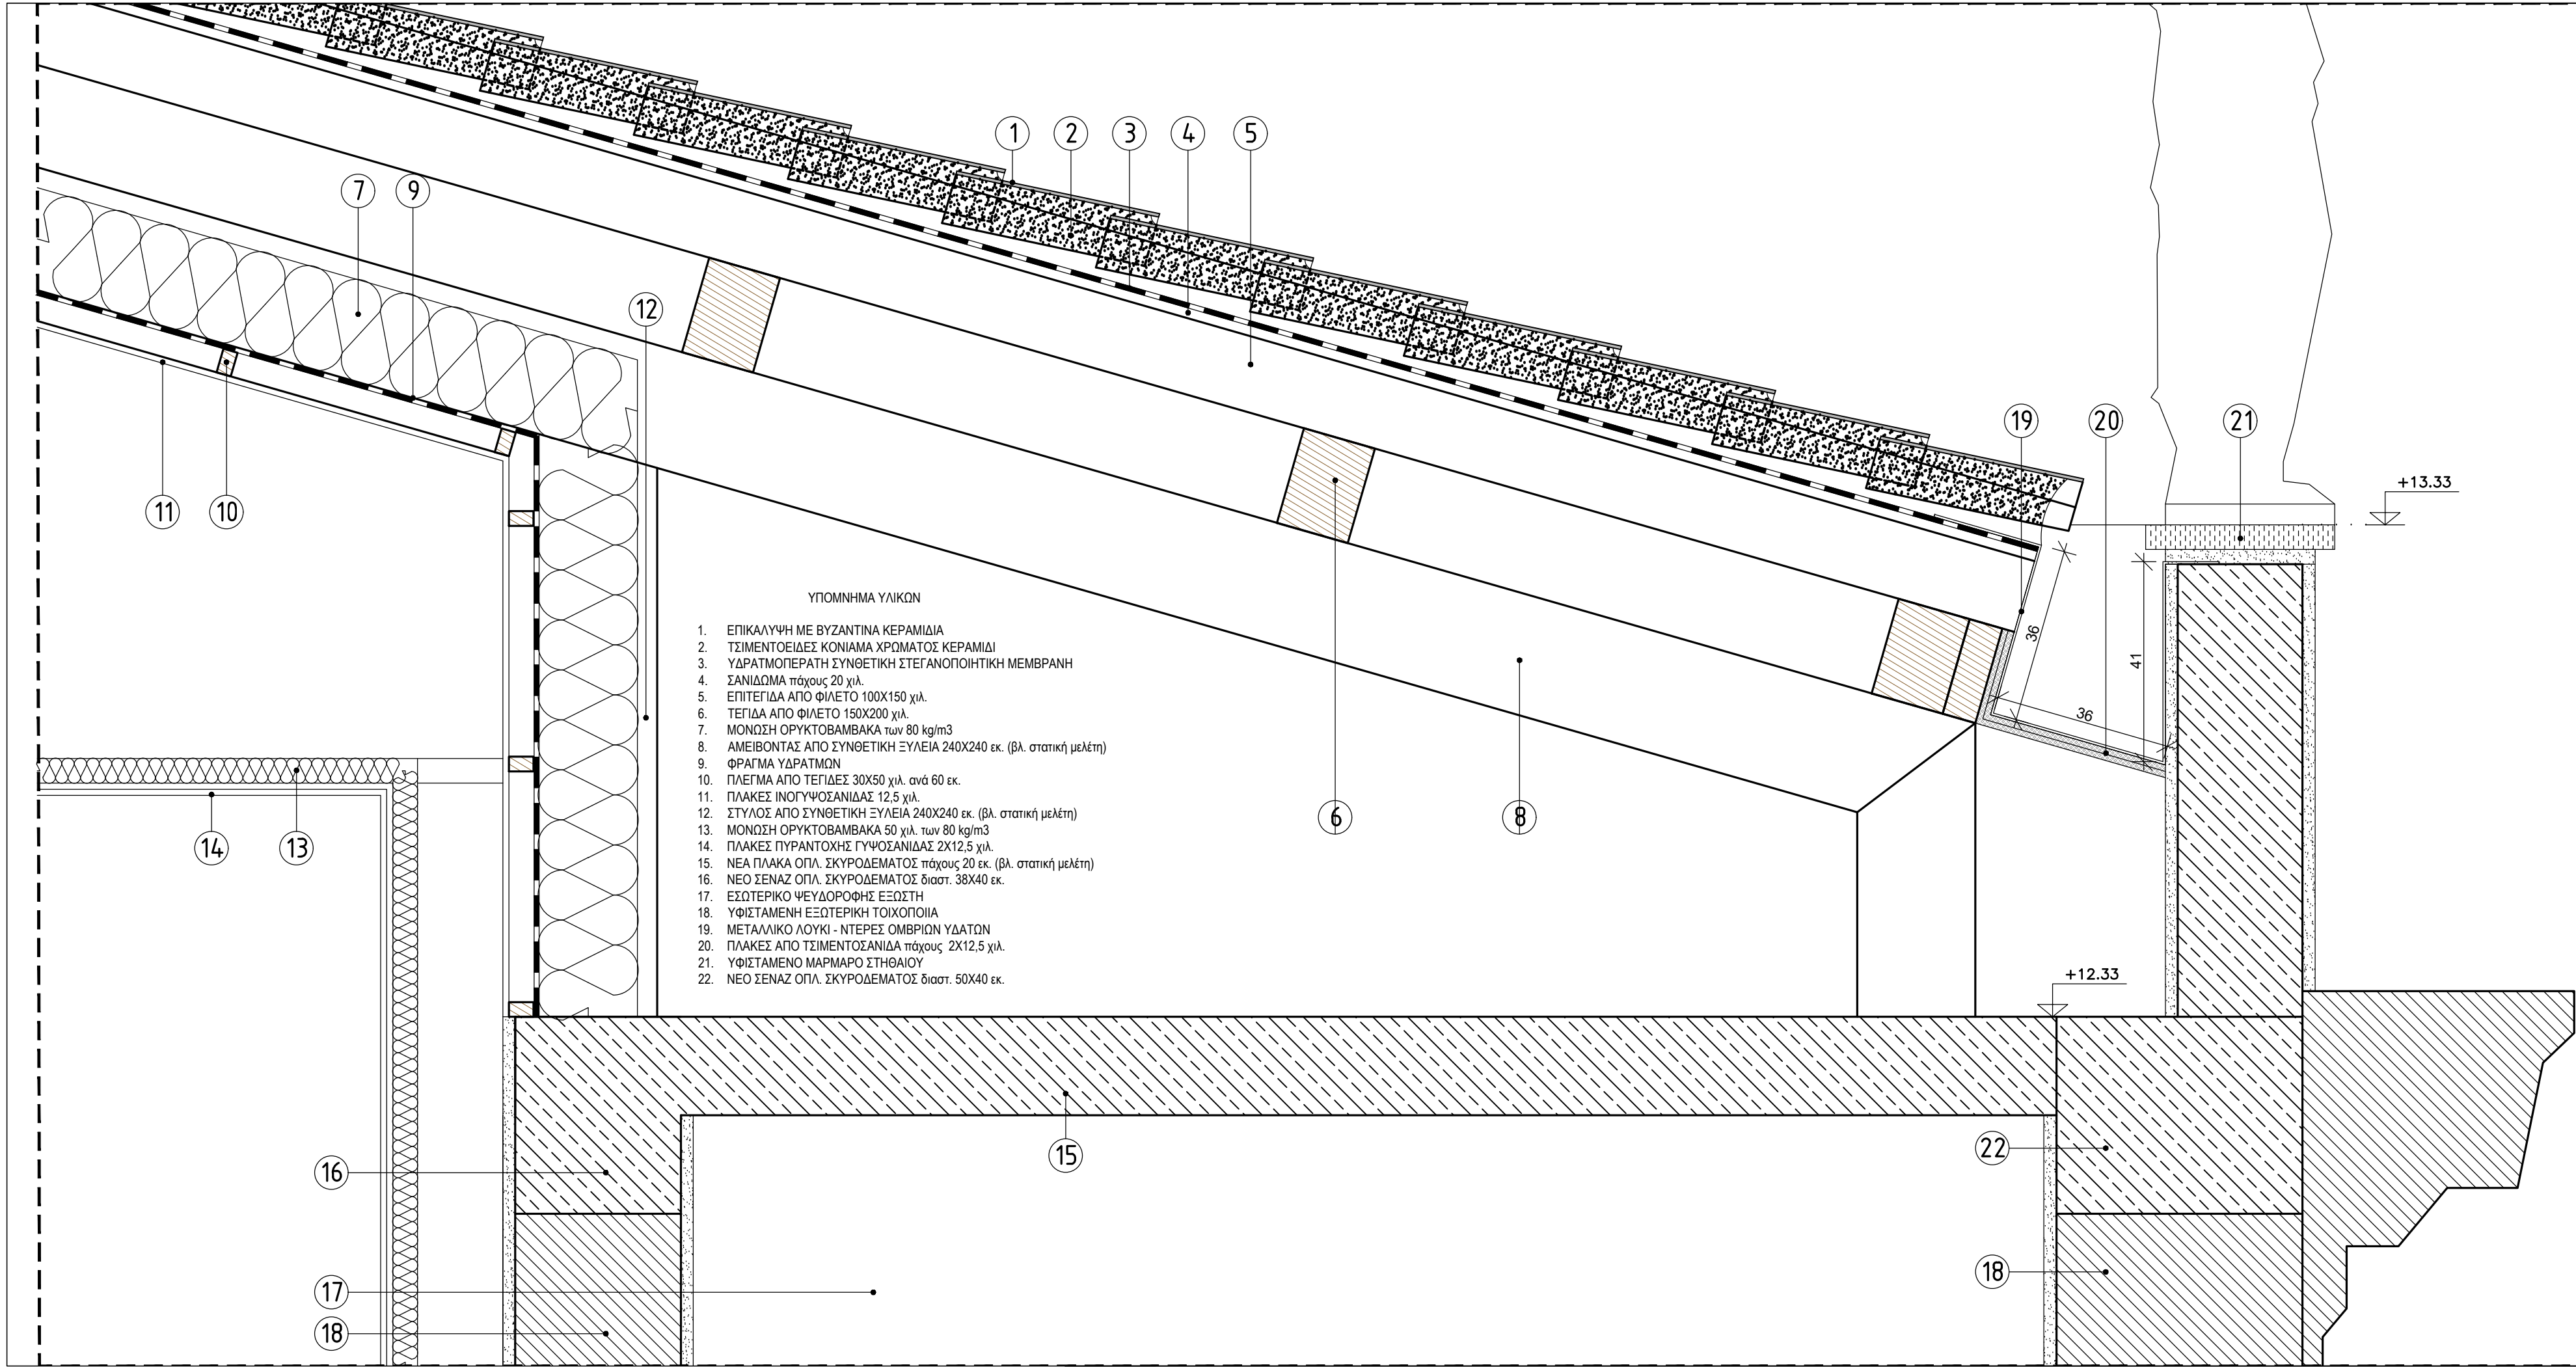 1 2 3 4 5
7 9
12
19 20 21
+13.33
11 10
36
41
36
ΥΠΟΜΝΗΜΑ ΥΛΙΚΩΝ
1. ΕΠΙΚΑΛΥΨΗ ΜΕ ΒΥΖΑΝΤΙΝΑ ΚΕΡΑΜΙΔΙΑ
2. ΤΣΙΜΕΝΤΟΕΙΔΕΣ ΚΟΝΙΑΜΑ ΧΡΩΜΑΤΟΣ ΚΕΡΑΜΙΔΙ
3. ΥΔΡΑΤΜΟΠΕΡΑΤΗ ΣΥΝΘΕΤΙΚΗ ΣΤΕΓΑΝΟΠΟΙΗΤΙΚΗ ΜΕΜΒΡΑΝΗ
4. ΣΑΝΙΔΩΜΑ πάχους 20 χιλ.
5. ΕΠΙΤΕΓΙΔΑ ΑΠΟ ΦΙΛΕΤΟ 100Χ150 χιλ.
6. ΤΕΓΙΔΑ ΑΠΟ ΦΙΛΕΤΟ 150Χ200 χιλ.
7. ΜΟΝΩΣΗ ΟΡΥΚΤΟΒΑΜΒΑΚΑ των 80 kg/m3
8. ΑΜΕΙΒΟΝΤΑΣ ΑΠΟ ΣΥΝΘΕΤΙΚΗ ΞΥΛΕΙΑ 240Χ240 εκ. (βλ. στατική μελέτη)
9. ΦΡΑΓΜΑ ΥΔΡΑΤΜΩΝ
10. ΠΛΕΓΜΑ ΑΠΟ ΤΕΓΙΔΕΣ 30Χ50 χιλ. ανά 60 εκ.
11. ΠΛΑΚΕΣ ΙΝΟΓΥΨΟΣΑΝΙΔΑΣ 12,5 χιλ.
12. ΣΤΥΛΟΣ ΑΠΟ ΣΥΝΘΕΤΙΚΗ ΞΥΛΕΙΑ 240Χ240 εκ. (βλ. στατική μελέτη)
13. ΜΟΝΩΣΗ ΟΡΥΚΤΟΒΑΜΒΑΚΑ 50 χιλ. των 80 kg/m3
14. ΠΛΑΚΕΣ ΠΥΡΑΝΤΟΧΗΣ ΓΥΨΟΣΑΝΙΔΑΣ 2Χ12,5 χιλ.
15. ΝΕΑ ΠΛΑΚΑ ΟΠΛ. ΣΚΥΡΟΔΕΜΑΤΟΣ πάχους 20 εκ. (βλ. στατική μελέτη)
16. ΝΕΟ ΣΕΝΑΖ ΟΠΛ. ΣΚΥΡΟΔΕΜΑΤΟΣ διαστ. 38Χ40 εκ.
17. ΕΣΩΤΕΡΙΚΟ ΨΕΥΔΟΡΟΦΗΣ ΕΞΩΣΤΗ
18. ΥΦΙΣΤΑΜΕΝΗ ΕΞΩΤΕΡΙΚΗ ΤΟΙΧΟΠΟΙΙΑ
19. ΜΕΤΑΛΛΙΚΟ ΛΟΥΚΙ - ΝΤΕΡΕΣ ΟΜΒΡΙΩΝ ΥΔΑΤΩΝ
20. ΠΛΑΚΕΣ ΑΠΟ ΤΣΙΜΕΝΤΟΣΑΝΙΔΑ πάχους 2Χ12,5 χιλ.
21. ΥΦΙΣΤΑΜΕΝΟ ΜΑΡΜΑΡΟ ΣΤΗΘΑΙΟΥ
22. ΝΕΟ ΣΕΝΑΖ ΟΠΛ. ΣΚΥΡΟΔΕΜΑΤΟΣ διαστ. 50Χ40 εκ.
6 8
14 13
+12.33
15
22
16
18
17
18